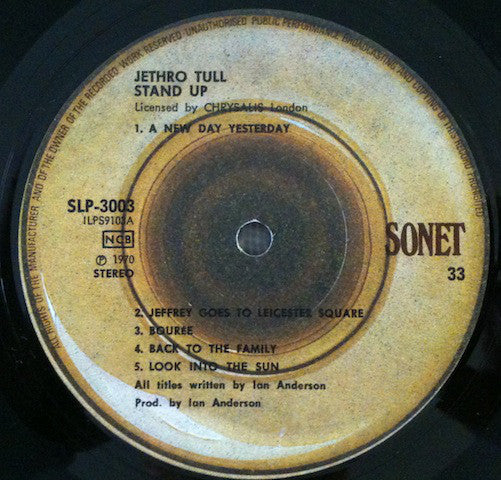 ALL RIGHTS OF THE MANUFACTURER AND OF THE OWNER OF THE RECORDED WORK RESERVED UNAUTHORISED PUBLIC PERFORMANCE BROADCASTING AND COPYING OF THIS RECORD PROHIBITED
JETHRO TULL
STAND UP
Licensed by CHRYSALIS London
1. A NEW DAY YESTERDAY
SLP-3003
ILPS9103A
NCB
℗ 1970
STEREO
SONET
33
2. JEFFREY GOES TO LEICESTER SQUARE
3. BOURÉE
4. BACK TO THE FAMILY
5. LOOK INTO THE SUN
All titles written by Ian Anderson
Prod. by Ian Anderson